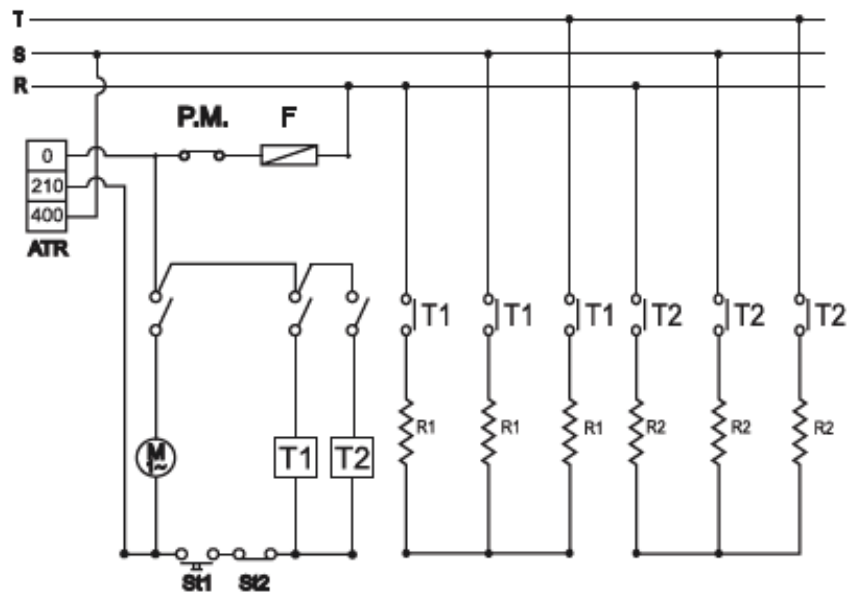 T
S
R
P.M. F
0
210
400
ATR
T1 T1 T1 T2 T2 T2
R1 R1 R1 R2 R2 R2
M
1~
T1 T2
St1 St2